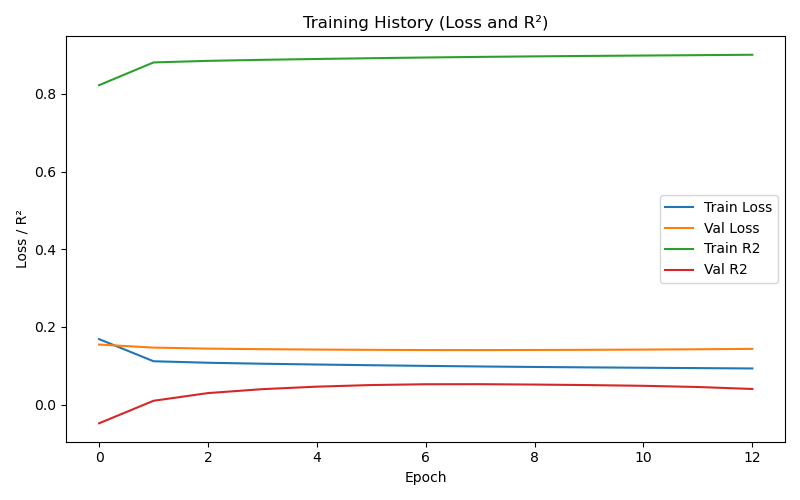 Training History (Loss and R²)
Loss / R²
0.8
0.6
0.4
0.2
0.0
Train Loss
Val Loss
Train R2
Val R2
0 2 4 6 8 10 12
Epoch